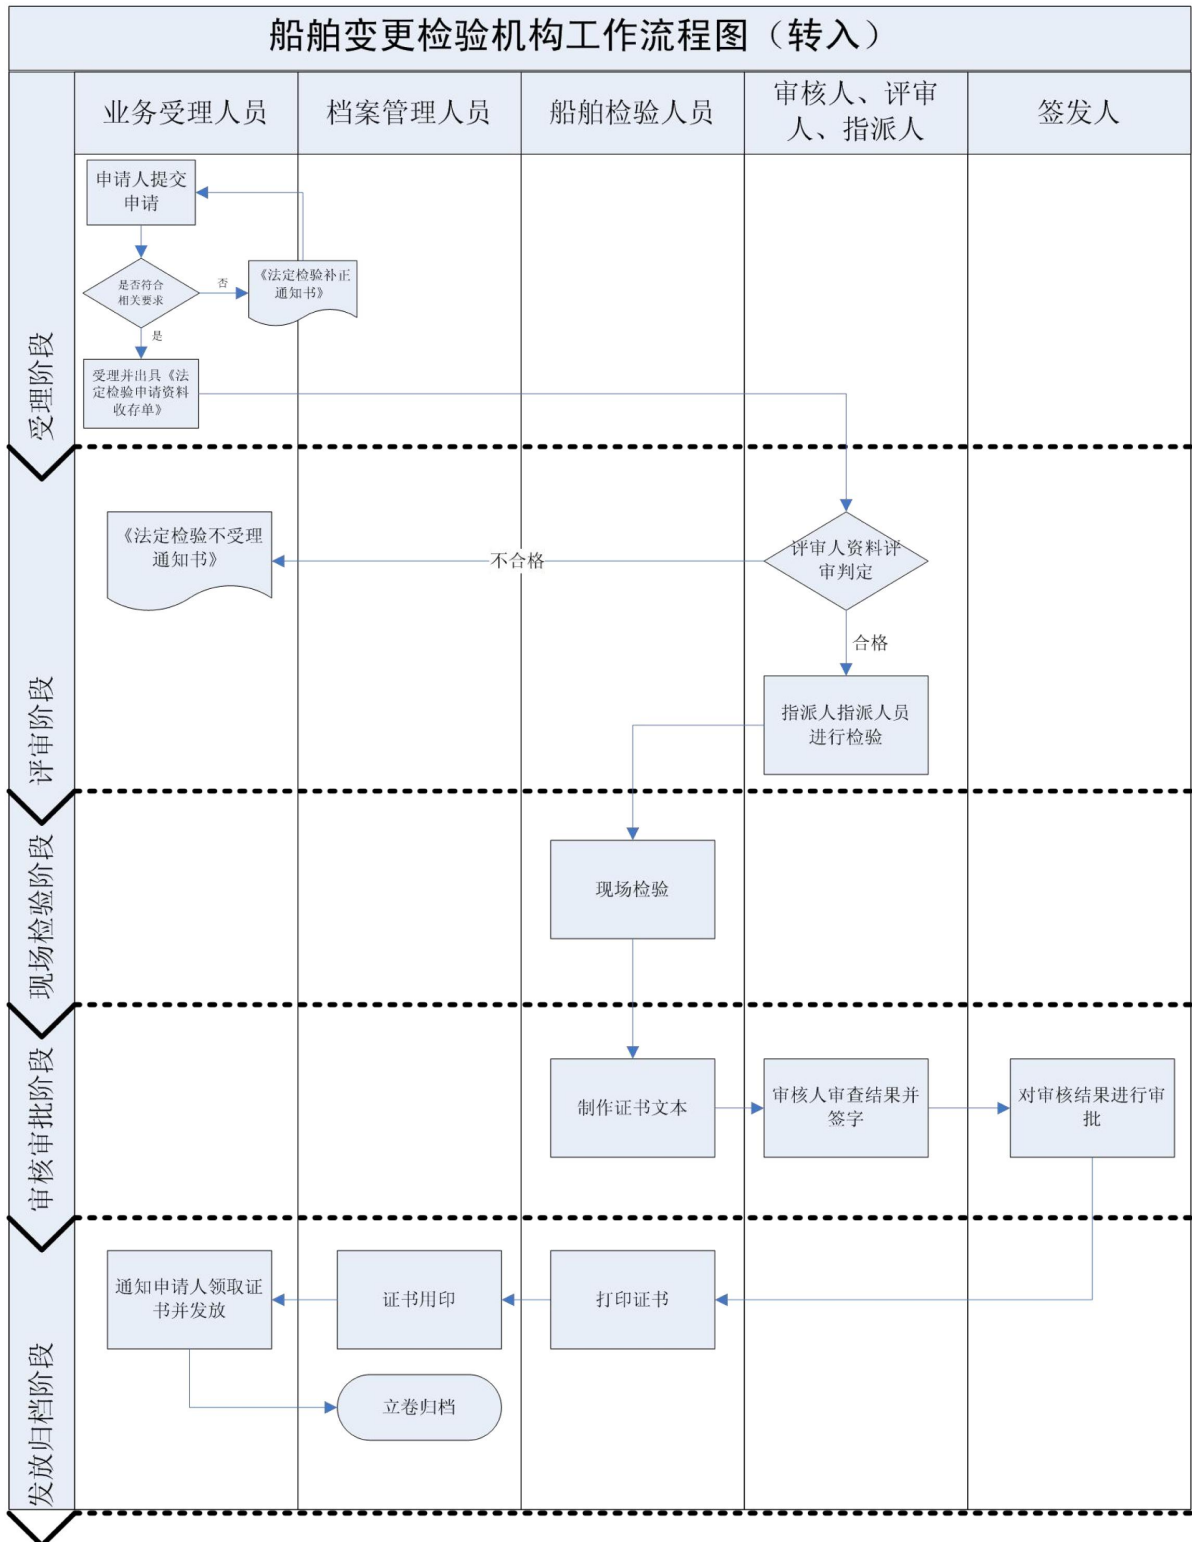 船舶变更检验机构工作流程图（转入）
业务受理人员
档案管理人员
船舶检验人员
审核人、评审
人、指派人
签发人
受理阶段
申请人提交
申请
是否符合
相关要求
否
《法定检验补正
通知书》
是
受理并出具《法
定检验申请资料
收存单》
评审阶段
《法定检验不受理
通知书》
不合格
评审人资料评
审判定
合格
指派人指派人员
进行检验
现场检验阶段
现场检验
审核审批阶段
制作证书文本
审核人审查结果并
签字
对审核结果进行审
批
发放归档阶段
通知申请人领取证
书并发放
证书用印
打印证书
立卷归档